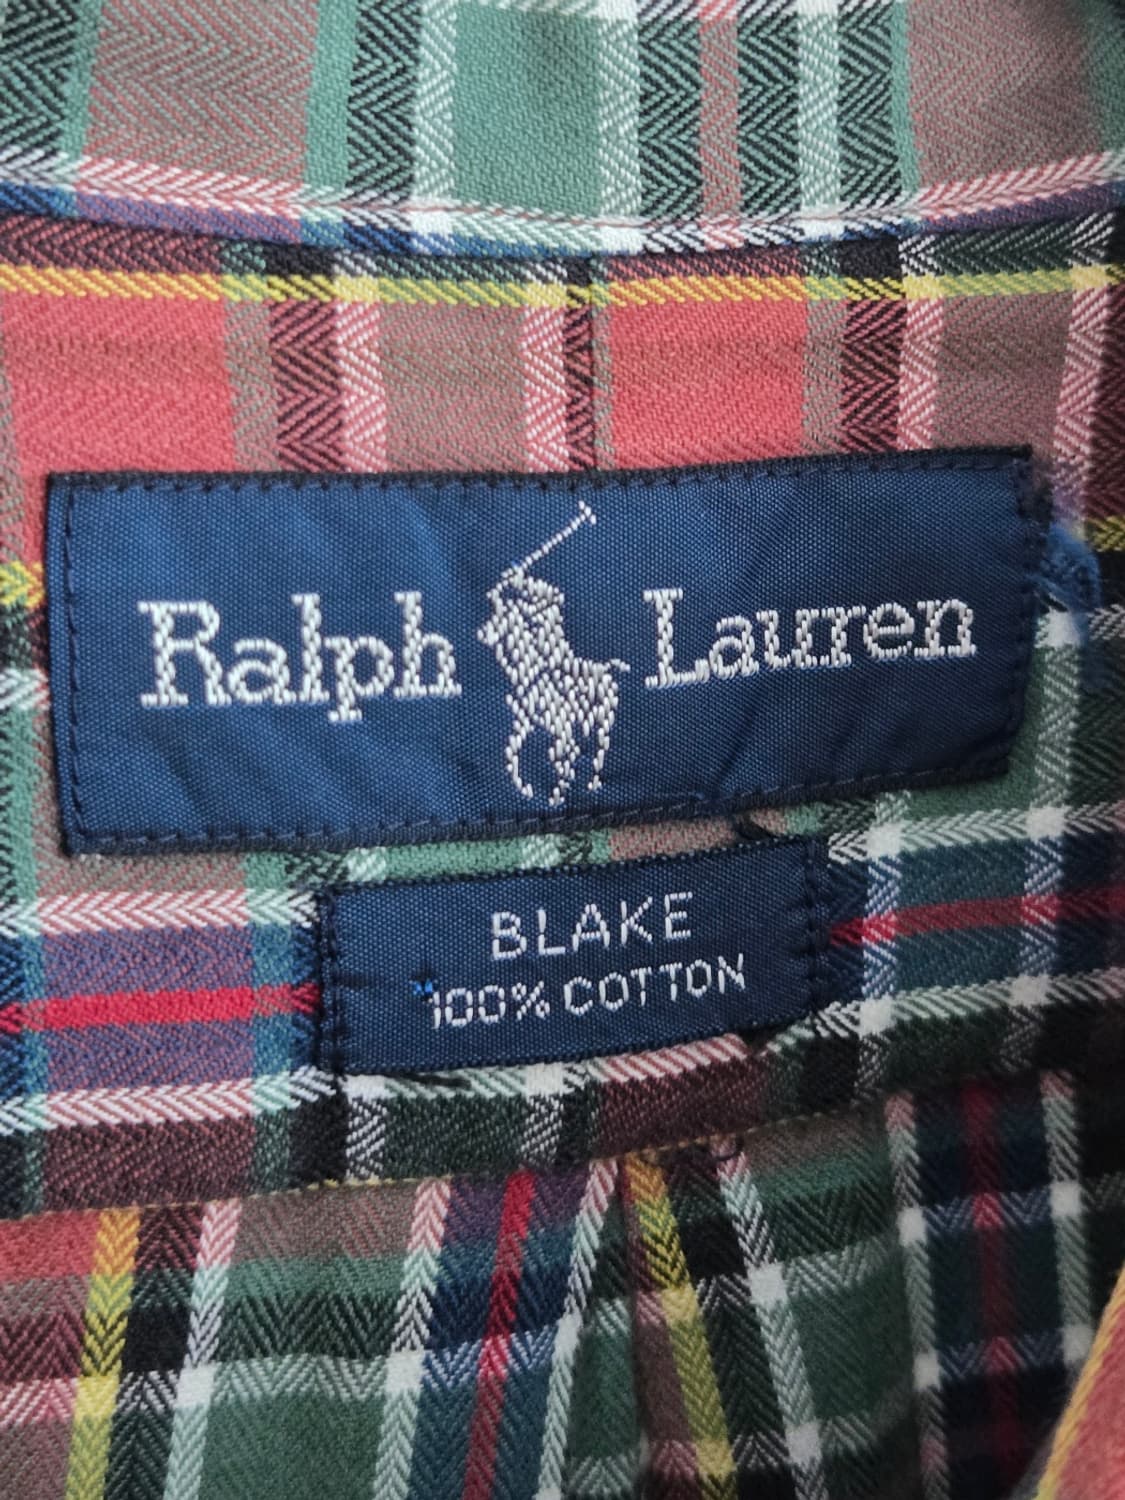 Ralph Lauren
BLAKE
100% COTTON